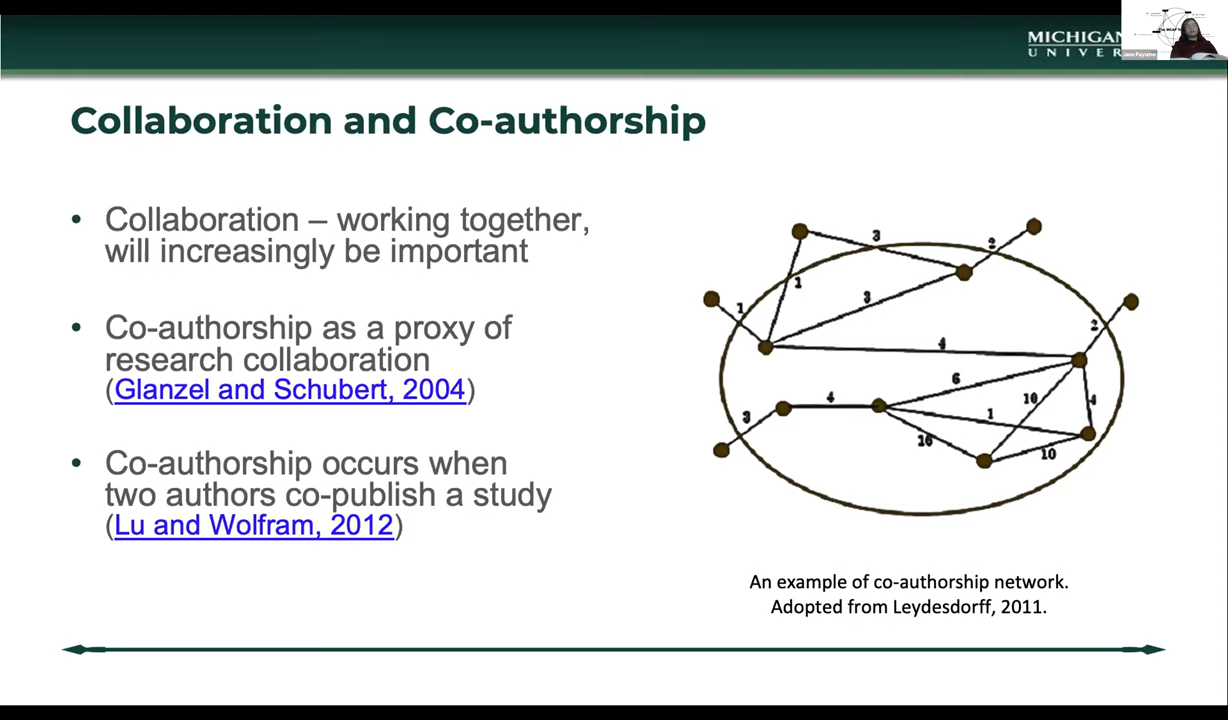 MICHIGAN
UNIVER
Collaboration and Co-authorship
• Collaboration – working together,
will increasingly be important
• Co-authorship as a proxy of
research collaboration
(Glanzel and Schubert, 2004)
• Co-authorship occurs when
two authors co-publish a study
(Lu and Wolfram, 2012)
3
2
1
3
1
2
4
6
10
4
4
1
3
16
10
An example of co-authorship network.
Adopted from Leydesdorff, 2011.